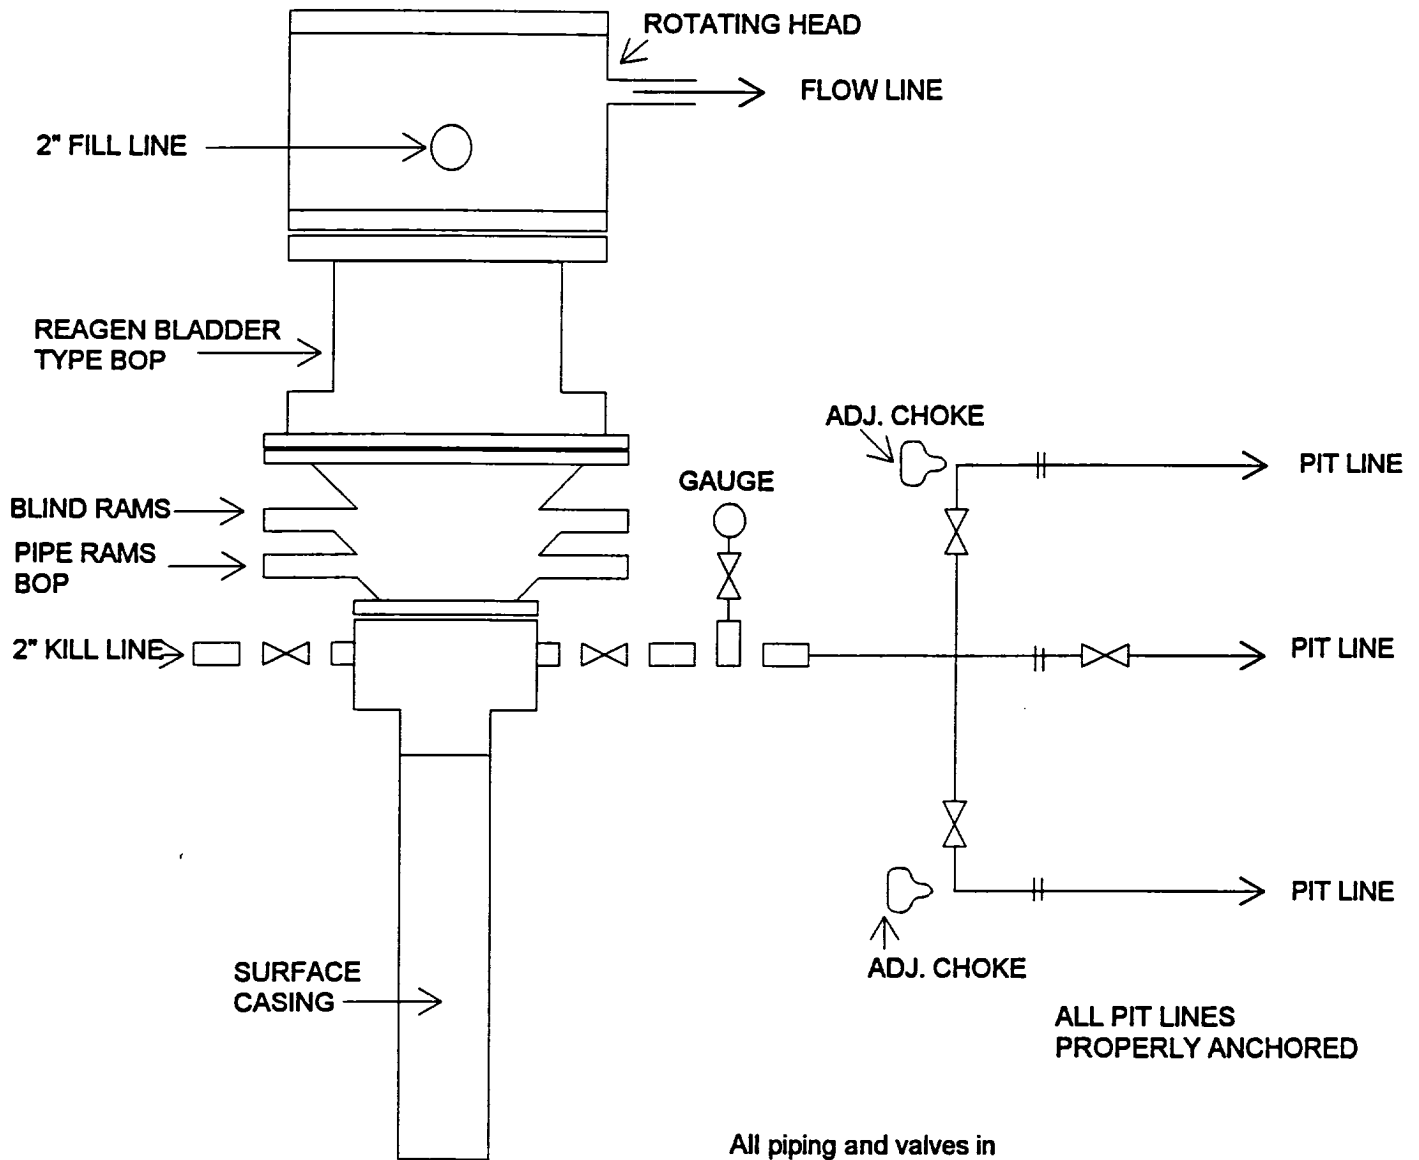 ROTATING HEAD
FLOW LINE
2" FILL LINE
REAGEN BLADDER
TYPE BOP
ADJ. CHOKE
PIT LINE
GAUGE
BLIND RAMS
PIPE RAMS
BOP
2" KILL LINE
PIT LINE
PIT LINE
ADJ. CHOKE
SURFACE
CASING
ALL PIT LINES
PROPERLY ANCHORED
All piping and valves in